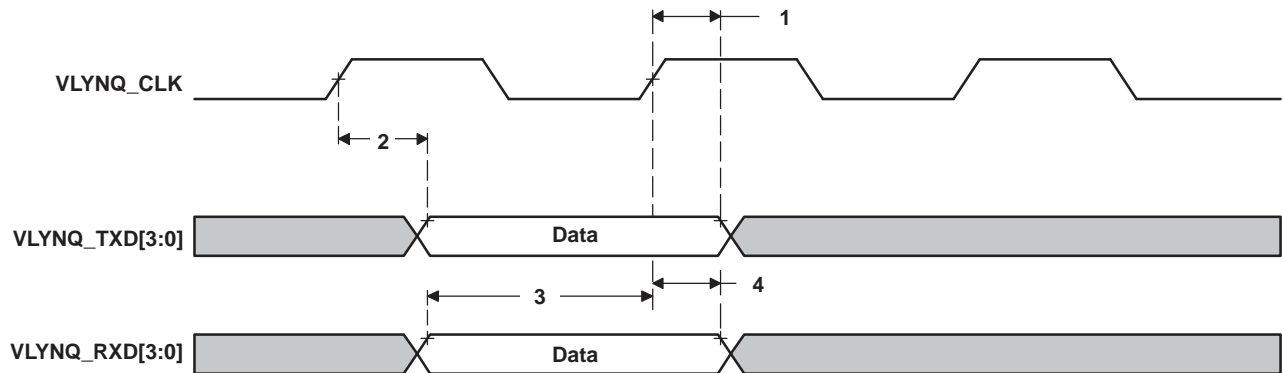 1
VLYNQ_CLK
2
VLYNQ_TXD[3:0]
Data
3
4
VLYNQ_RXD[3:0]
Data